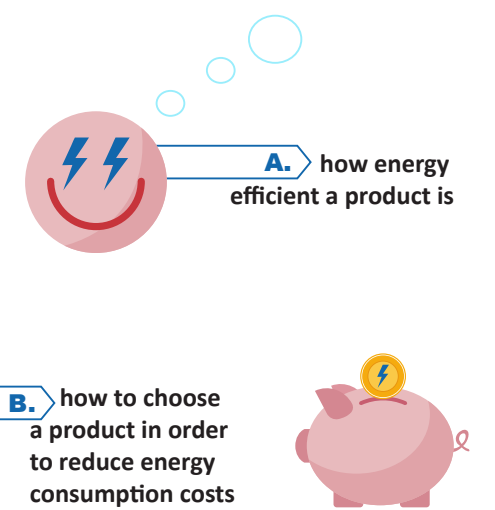 A. how energy
efficient a product is
B. how to choose
a product in order
to reduce energy
consumption costs